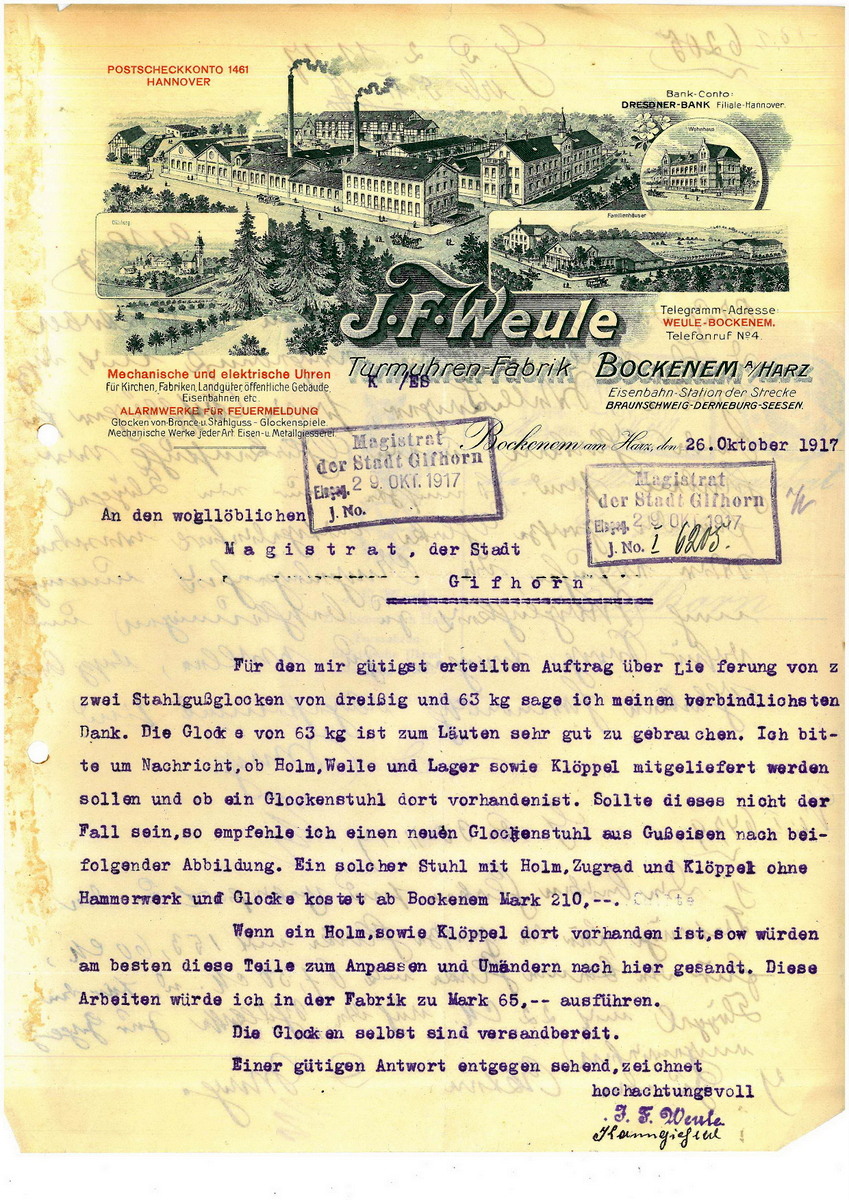 POSTSCHECKKONTO 1461
HANNOVER
Bank-Conto:
DRESDNER-BANK Filiale-Hannover.
Wohnhaus
Familienhäuser
J.F.Weule
Turmuhren-Fabrik
Telegramm-Adresse:
WEULE-BOCKENEM.
Telefonruf No4.
BOCKENEM A/HARZ
Eisenbahn-Station der Strecke
BRAUNSCHWEIG-DERNEBURG-SEESEN.
Mechanische und elektrische Uhren
für Kirchen, Fabriken, Landgüter, öffentliche Gebäude,
Eisenbahnen etc.
ALARMWERKE FÜR FEUERMELDUNG
Glocken von Bronce u. Stahlguss - Glockenspiele.
Mechanische Werke jeder Art. Eisen- u. Metallgiesserei.
K /ES
Bockenem am Harz, den 26.Oktober 1917
Magistrat
der Stadt Gifhorn
Eingg. 29. OKT. 1917
J. No.
Magistrat
der Stadt Gifhorn
Eingg. 29. OKT. 1917
J. No. I 6205.
An den wogllöblichen
Magistrat, der Stadt
Gifhorn
Für den mir gütigst erteilten Auftrag über Lie ferung von z
zwei Stahlgußglocken von dreißig und 63 kg sage ich meinen verbindlichsten
Dank. Die Glocke von 63 kg ist zum Läuten sehr gut zu gebrauchen. Ich bit-
te um Nachricht,ob Holm,Welle und Lager sowie Klöppel mitgeliefert werden
sollen und ob ein Glockenstuhl dort vorhandenist. Sollte dieses nicht der
Fall sein,so empfehle ich einen neuen Glockenstuhl aus Gußeisen nach bei-
folgender Abbildung. Ein solcher Stuhl mit Holm,Zugrad und Klöppel ohne
Hammerwerk und Glocke kostet ab Bockenem Mark 210,--.
Wenn ein Holm,sowie Klöppel dort vorhanden ist,sow würden
am besten diese Teile zum Anpassen und Umändern nach hier gesandt. Diese
Arbeiten würde ich in der Fabrik zu Mark 65,-- ausführen.
Die Glocken selbst sind versandbereit.
Einer gütigen Antwort entgegen sehend,zeichnet
hochachtungsvoll
J. F. Weule